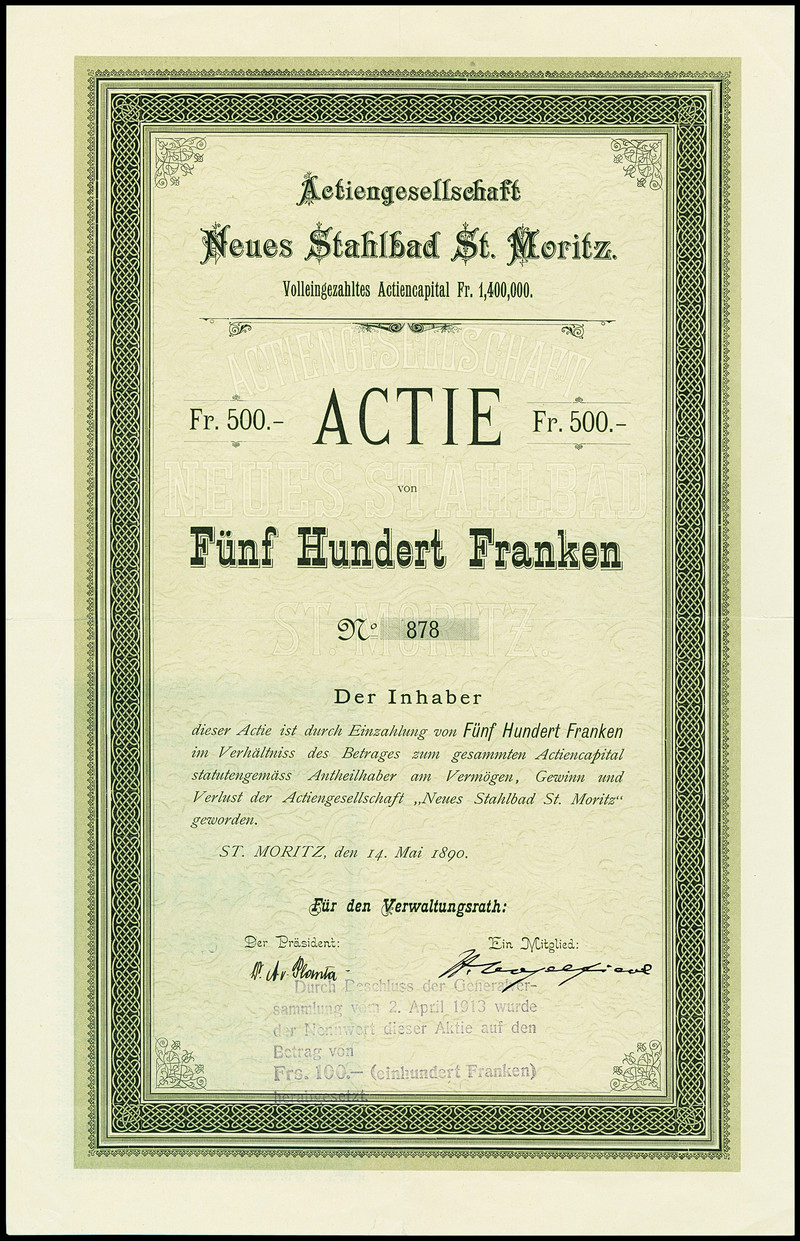 Actiengesellschaft
Neues Stahlbad St. Moritz.
Volleingezahltes Actiencapital Fr. 1,400,000.
ACTIENGESELLSCHAFT
Fr. 500.- ACTIE Fr. 500.-
NEUES STAHLBAD
von
Fünf Hundert Franken
ST. MORITZ.
No 878
Der Inhaber
dieser Actie ist durch Einzahlung von Fünf Hundert Franken
im Verhältniss des Betrages zum gesammten Actiencapital
statutengemäss Antheilhaber am Vermögen, Gewinn und
Verlust der Actiengesellschaft „Neues Stahlbad St. Moritz“
geworden.
ST. MORITZ, den 14. Mai 1890.
Für den Verwaltungsrath:
Der Präsident: Ein Mitglied:
Dr. A. v. Planta
Durch Beschluss der Generalver-
sammlung vom 2. April 1913 wurde
der Nennwert dieser Aktie auf den
Betrag von
Frs. 100.— (einhundert Franken)
herabgesetzt.